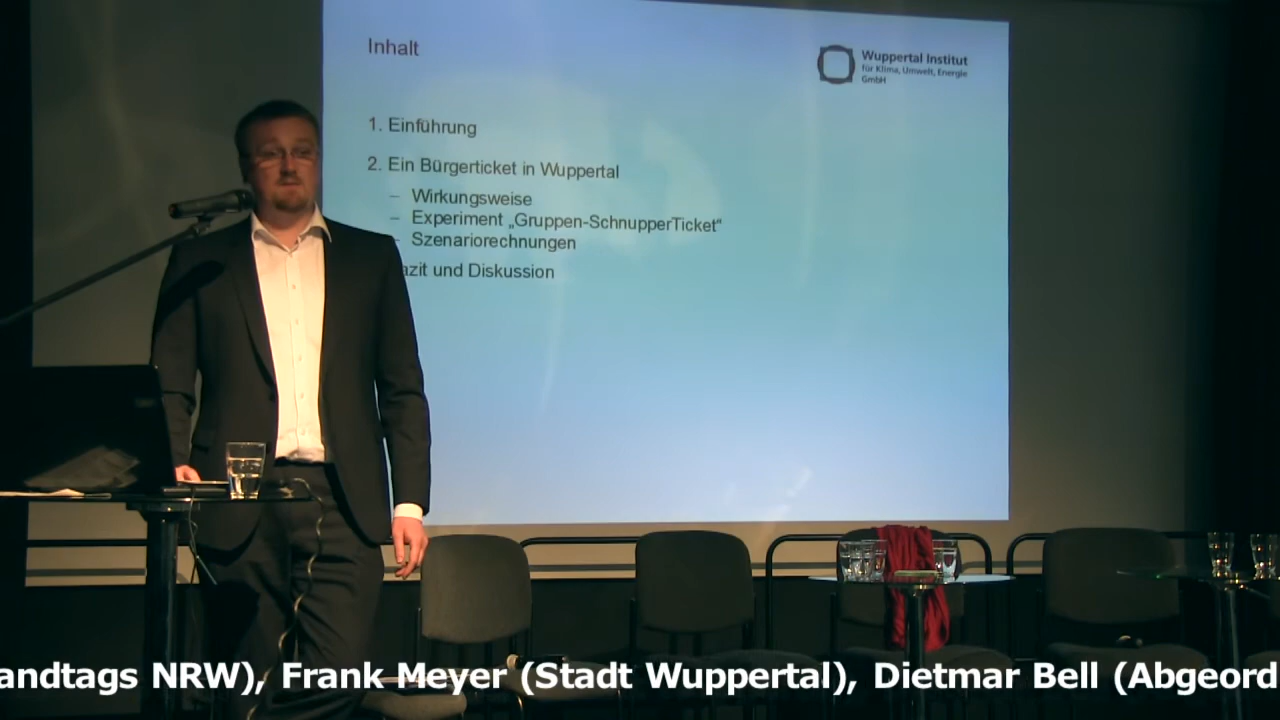 Inhalt
Wuppertal Institut
für Klima, Umwelt, Energie
GmbH
1. Einführung
2. Ein Bürgerticket in Wuppertal
– Wirkungsweise
– Experiment „Gruppen-SchnupperTicket“
– Szenariorechnungen
azit und Diskussion
andtags NRW), Frank Meyer (Stadt Wuppertal), Dietmar Bell (Abgeord